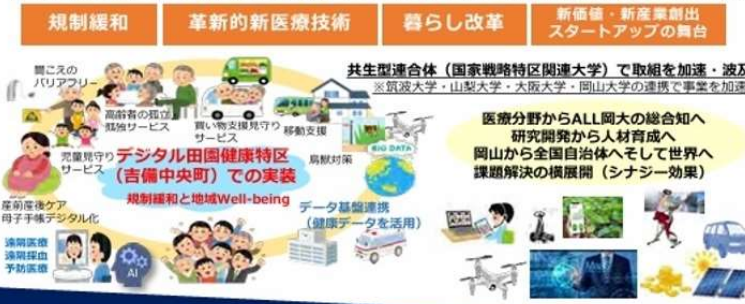 規制緩和
革新的新医療技術
暮らし改革
新価値・新産業創出
スタートアップの舞台
聞こえの
バリアフリー
高齢者の孤立・
孤独サービス
買い物支援見守り
サービス
移動支援
児童見守り
サービス
鳥獣対策
BIG DATA
デジタル田園健康特区
(吉備中央町)での実装
規制緩和と地域Well-being
産前産後ケア
母子手帳デジタル化
データ基盤連携
(健康データを活用)
遠隔医療
遠隔採血
予防医療
AI
共生型連合体(国家戦略特区関連大学)で取組を加速・波及
※筑波大学・山梨大学・大阪大学・岡山大学の連携で事業を加速
医療分野からALL岡大の総合知へ
研究開発から人材育成へ
岡山から全国自治体へそして世界へ
課題解決の横展開(シナジー効果)